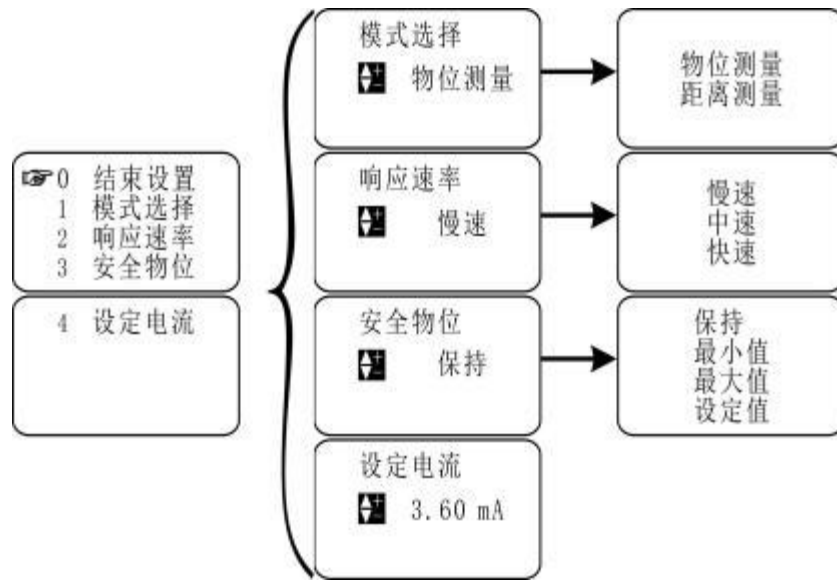 0 结束设置
1 模式选择
2 响应速率
3 安全物位
4 设定电流
模式选择
物位测量
响应速率
慢速
安全物位
保持
设定电流
3.60 mA
物位测量
距离测量
慢速
中速
快速
保持
最小值
最大值
设定值